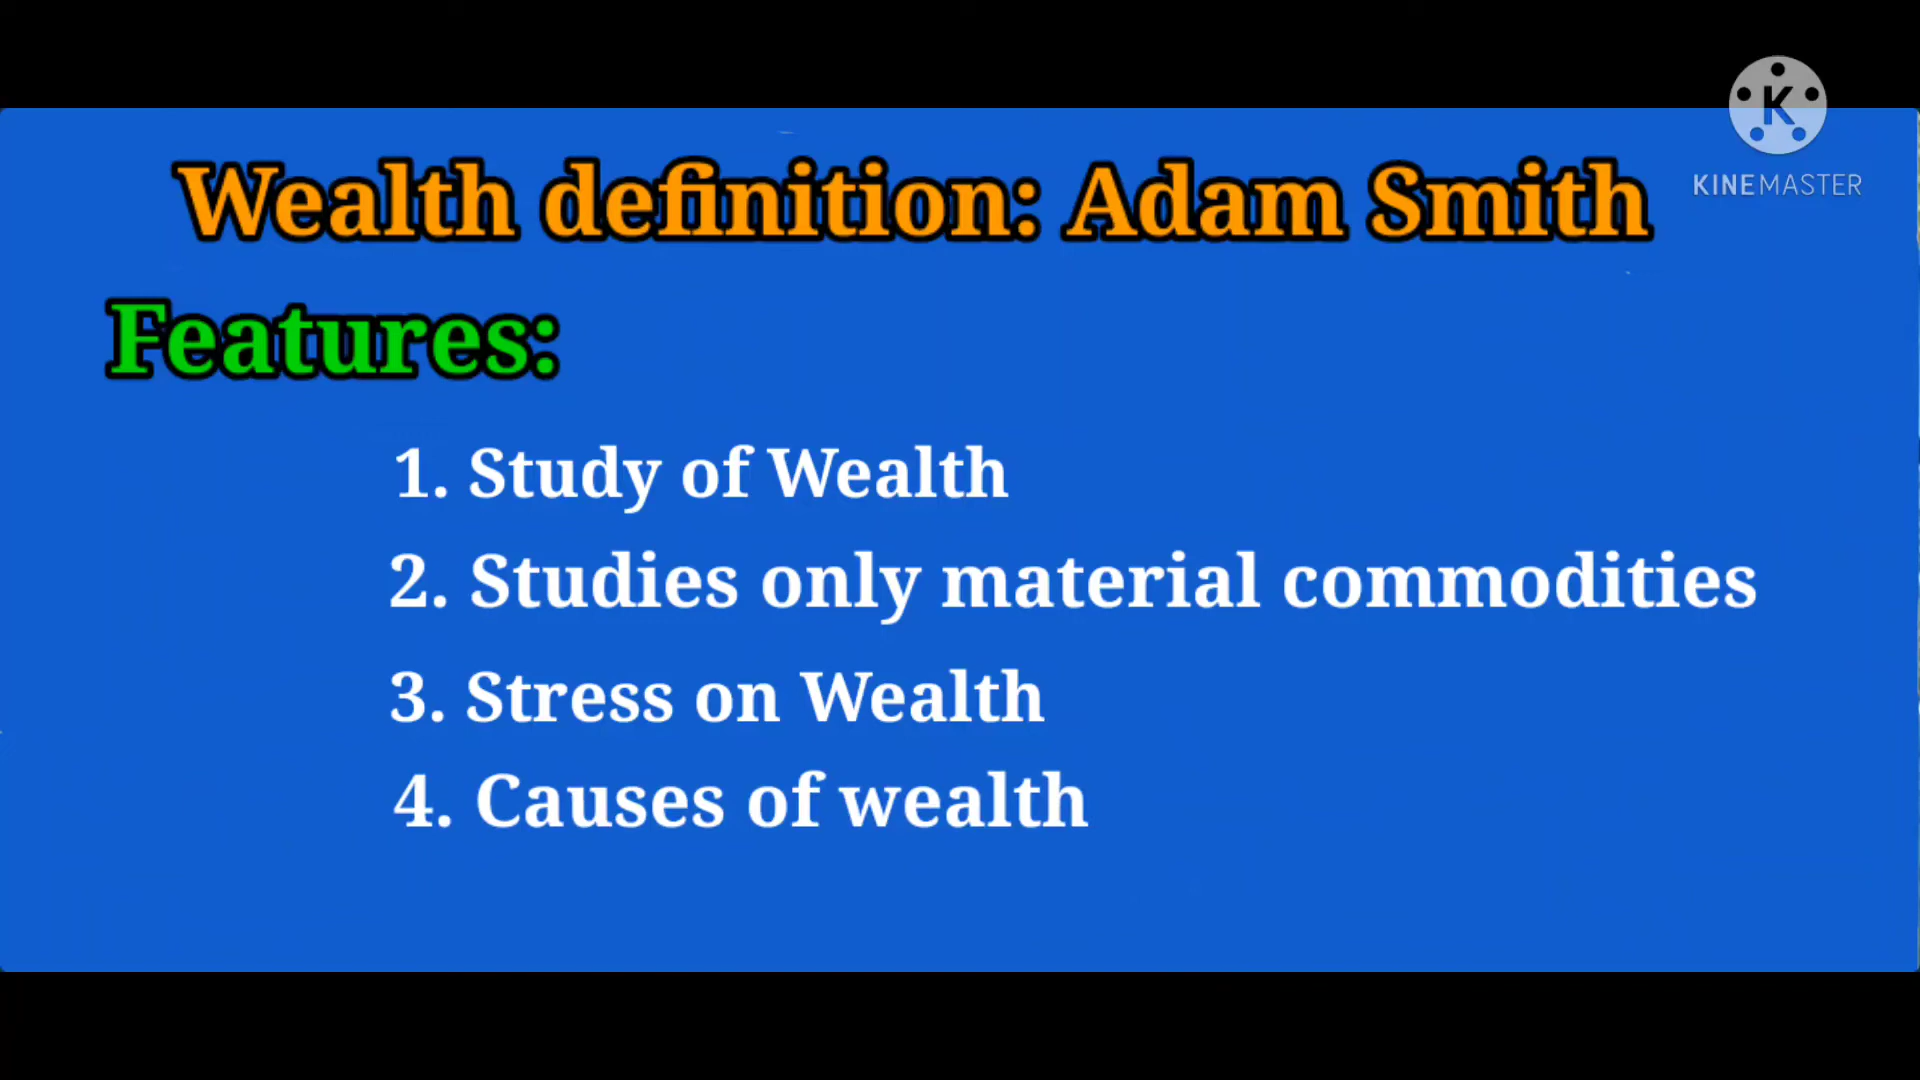 K
KINEMASTER
Wealth definition: Adam Smith
Features:
1. Study of Wealth
2. Studies only material commodities
3. Stress on Wealth
4. Causes of wealth